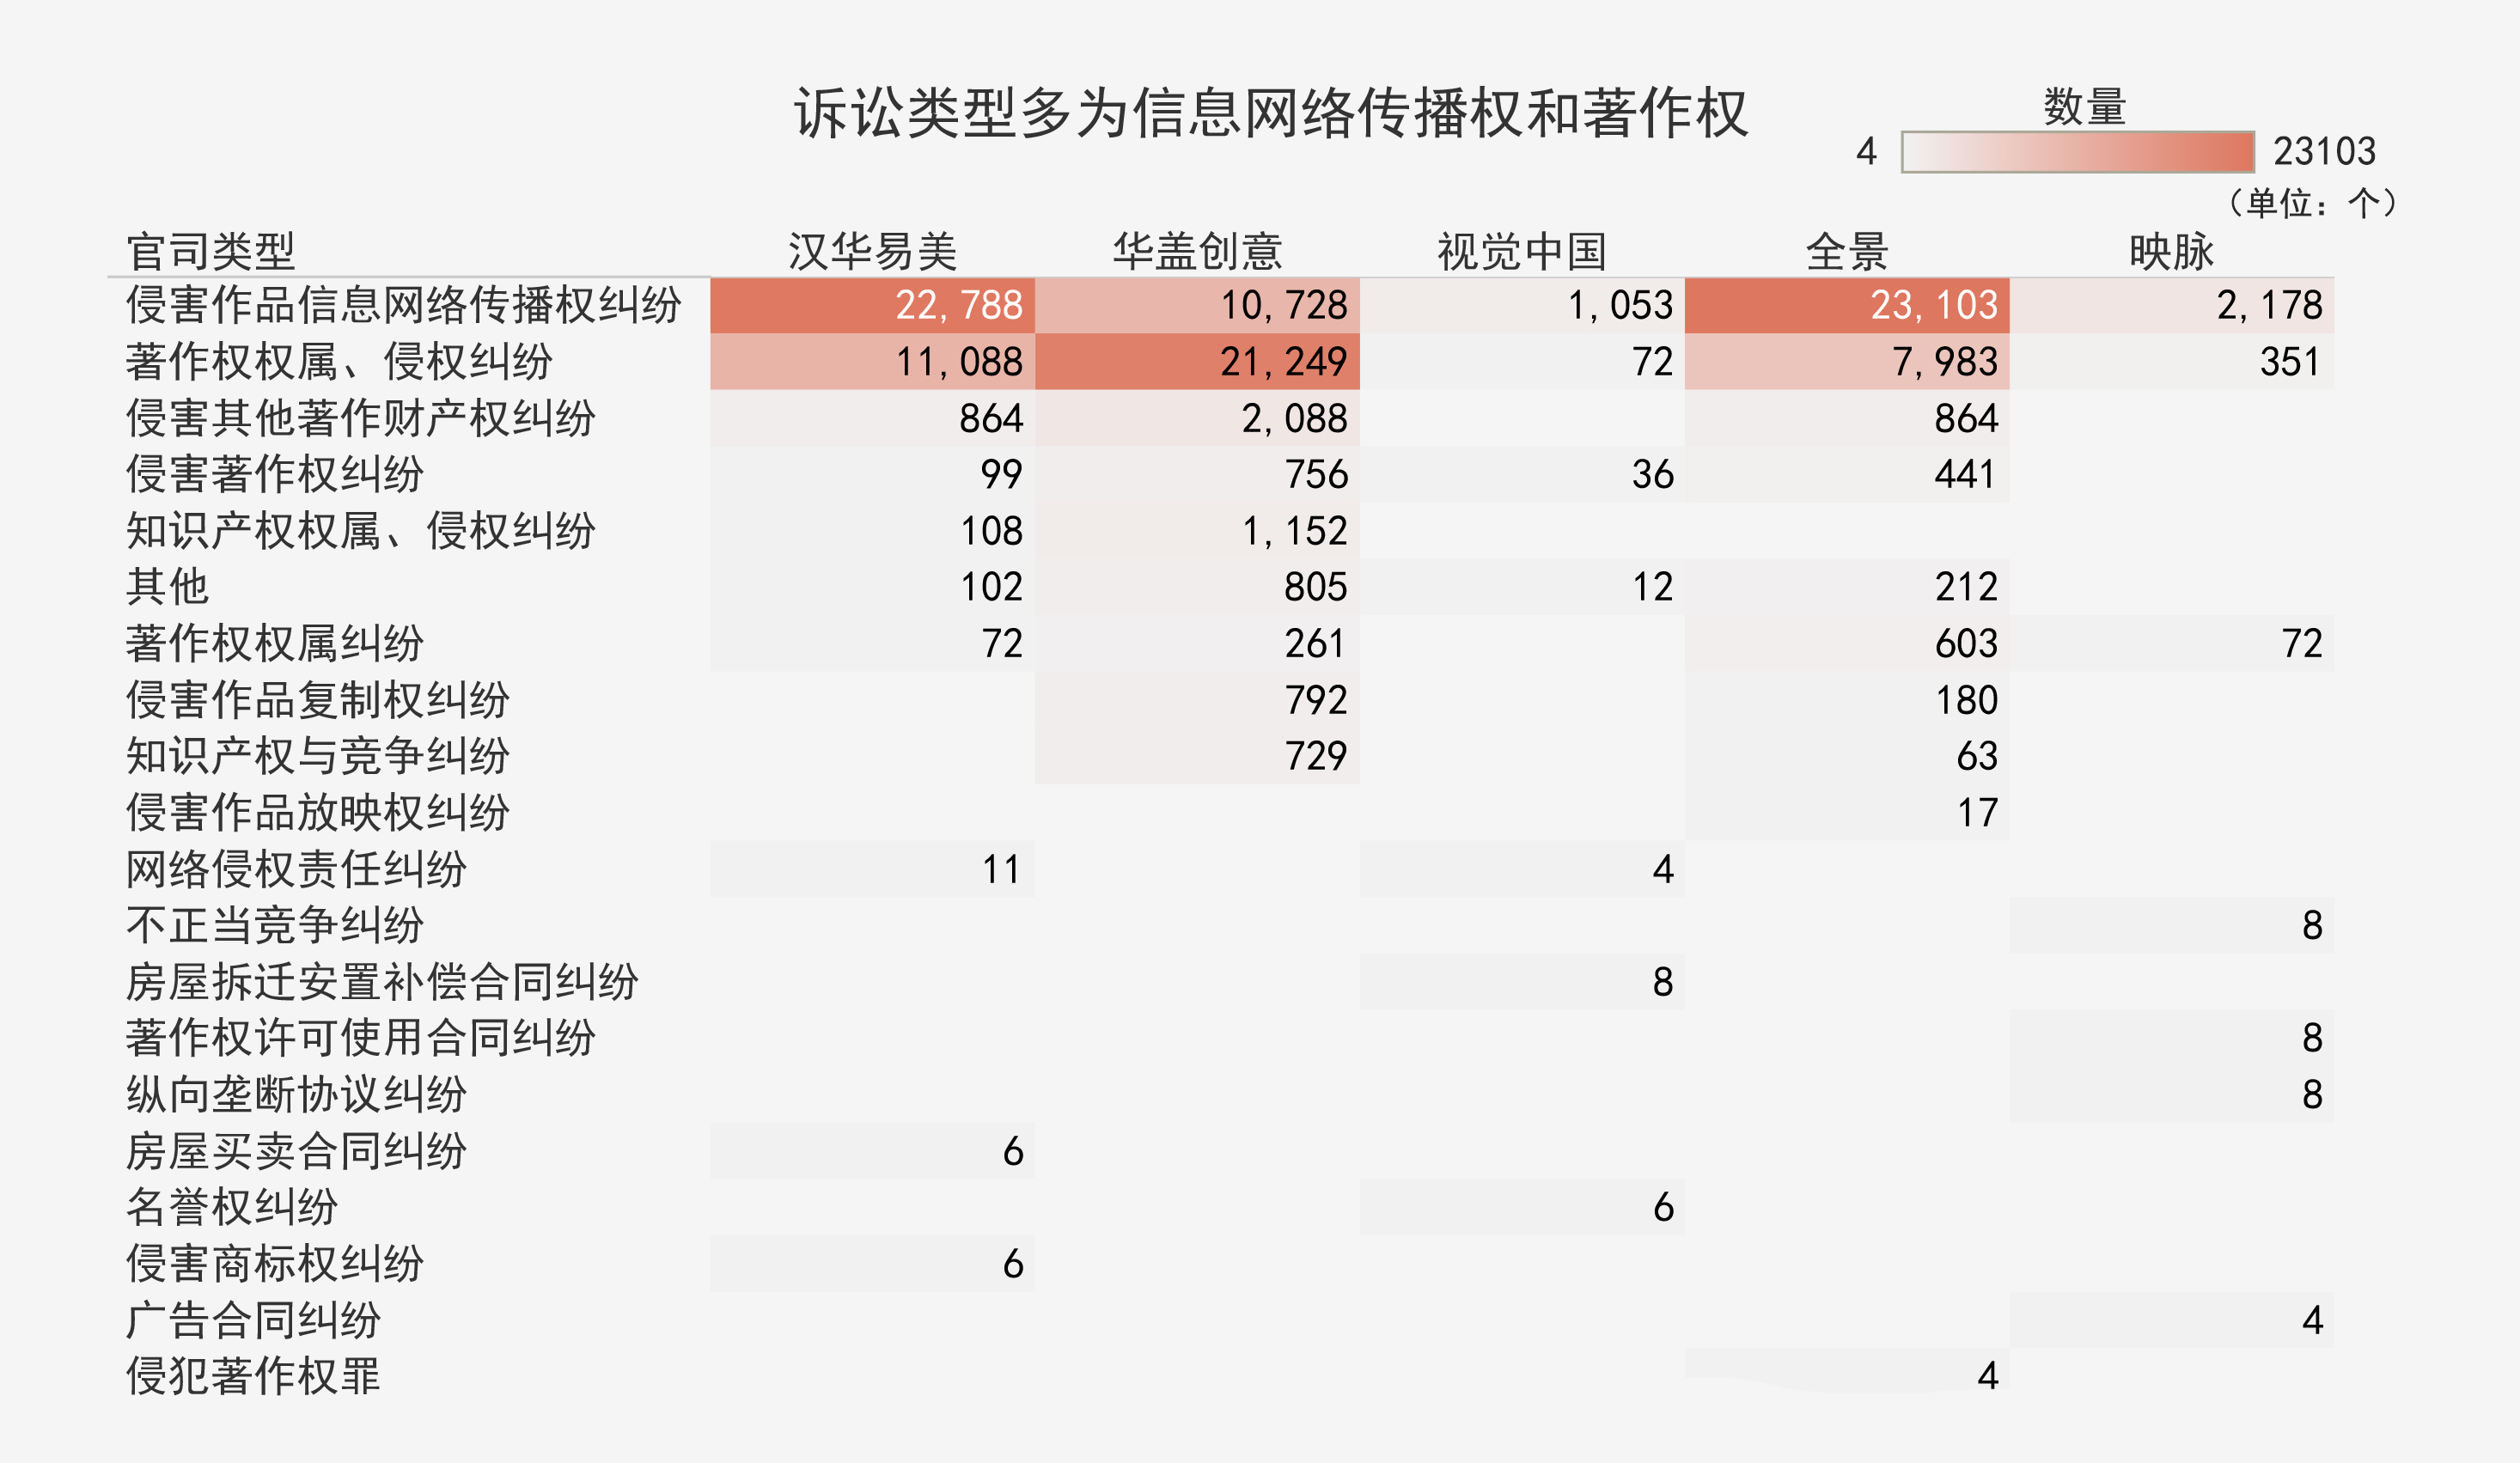 诉讼类型多为信息网络传播权和著作权
数量
4 23103
（单位：个）
官司类型 汉华易美 华盖创意 视觉中国 全景 映脉
侵害作品信息网络传播权纠纷 22,788 10,728 1,053 23,103 2,178
著作权权属、侵权纠纷 11,088 21,249 72 7,983 351
侵害其他著作财产权纠纷 864 2,088 864
侵害著作权纠纷 99 756 36 441
知识产权权属、侵权纠纷 108 1,152
其他 102 805 12 212
著作权权属纠纷 72 261 603 72
侵害作品复制权纠纷 792 180
知识产权与竞争纠纷 729 63
侵害作品放映权纠纷 17
网络侵权责任纠纷 11 4
不正当竞争纠纷 8
房屋拆迁安置补偿合同纠纷 8
著作权许可使用合同纠纷 8
纵向垄断协议纠纷 8
房屋买卖合同纠纷 6
名誉权纠纷 6
侵害商标权纠纷 6
广告合同纠纷 4
侵犯著作权罪 4